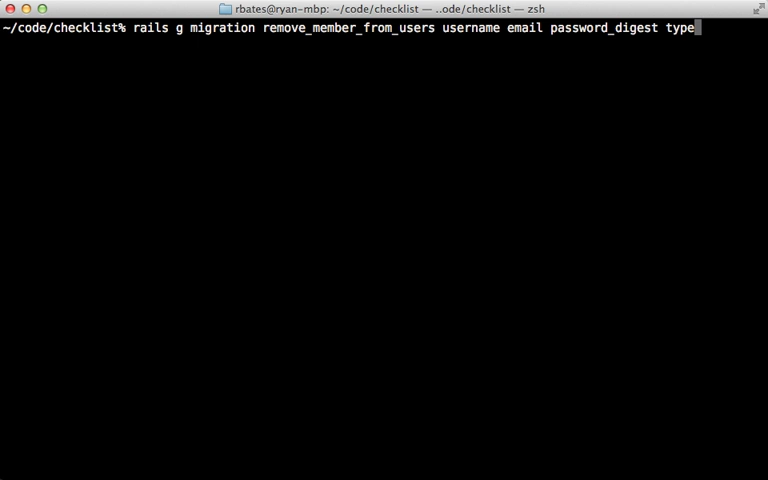 rbates@ryan-mbp: ~/code/checklist — ..ode/checklist — zsh
~/code/checklist% rails g migration remove_member_from_users username email password_digest type